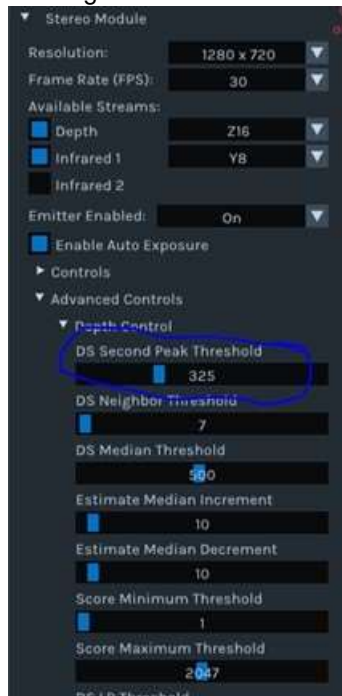 Stereo Module
Resolution: 1280 x 720
Frame Rate (FPS): 30
Available Streams:
Depth Z16
Infrared 1 Y8
Infrared 2
Emitter Enabled: On
Enable Auto Exposure
Controls
Advanced Controls
Depth Control
DS Second Peak Threshold
325
DS Neighbor Threshold
7
DS Median Threshold
500
Estimate Median Increment
10
Estimate Median Decrement
10
Score Minimum Threshold
1
Score Maximum Threshold
2047